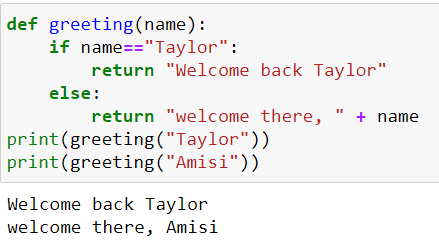 def greeting(name):
    if name=="Taylor":
        return "Welcome back Taylor"
    else:
        return "welcome there, " + name
print(greeting("Taylor"))
print(greeting("Amisi"))
Welcome back Taylor
welcome there, Amisi